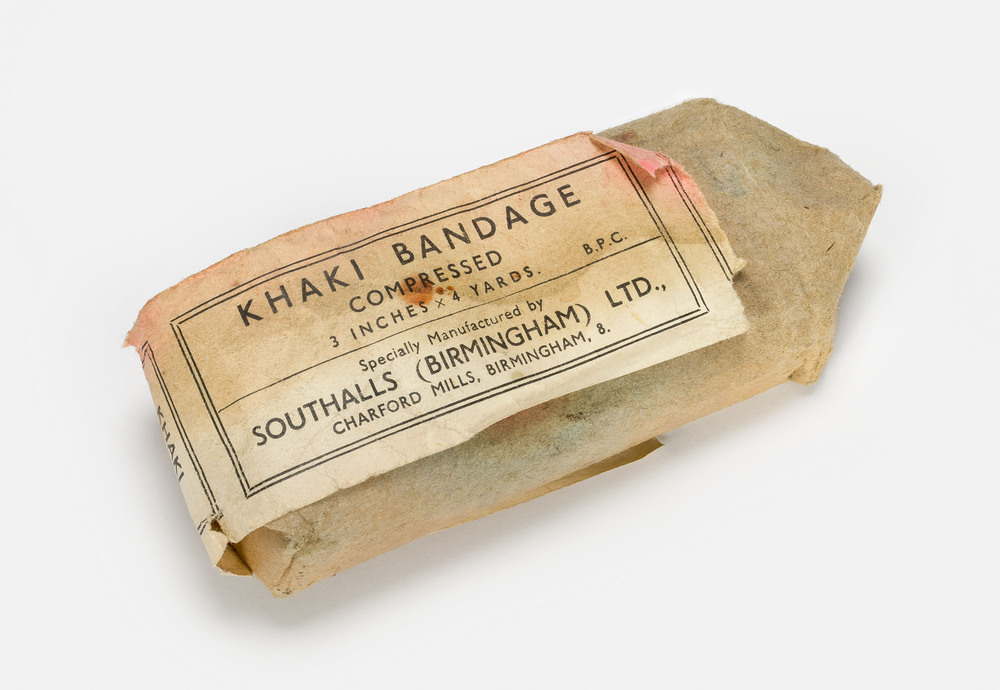 KHAKI BANDAGE
COMPRESSED
3 INCHES × 4 YARDS.
B.P.C.
Specially Manufactured by
SOUTHALLS (BIRMINGHAM) LTD.,
CHARFORD MILLS, BIRMINGHAM, 8.
KHAKI